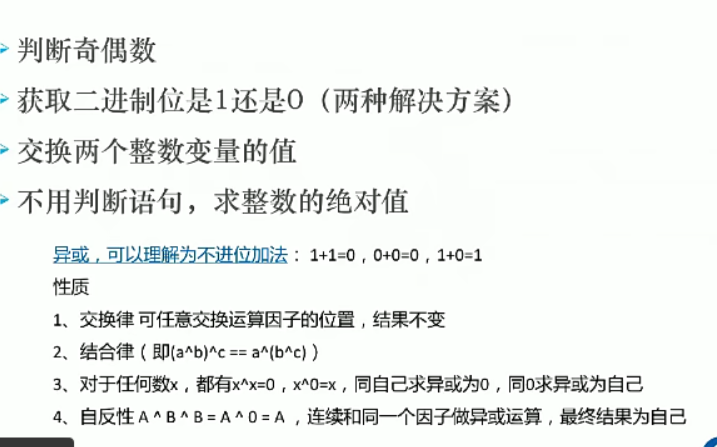 判断奇偶数
获取二进制位是1还是0（两种解决方案）
交换两个整数变量的值
不用判断语句，求整数的绝对值
异或，可以理解为不进位加法：1+1=0，0+0=0，1+0=1
性质
1、交换律 可任意交换运算因子的位置，结果不变
2、结合律（即(a^b)^c == a^(b^c)）
3、对于任何数x，都有x^x=0，x^0=x，同自己求异或为0，同0求异或为自己
4、自反性 A ^ B ^ B = A ^ 0 = A ，连续和同一个因子做异或运算，最终结果为自己